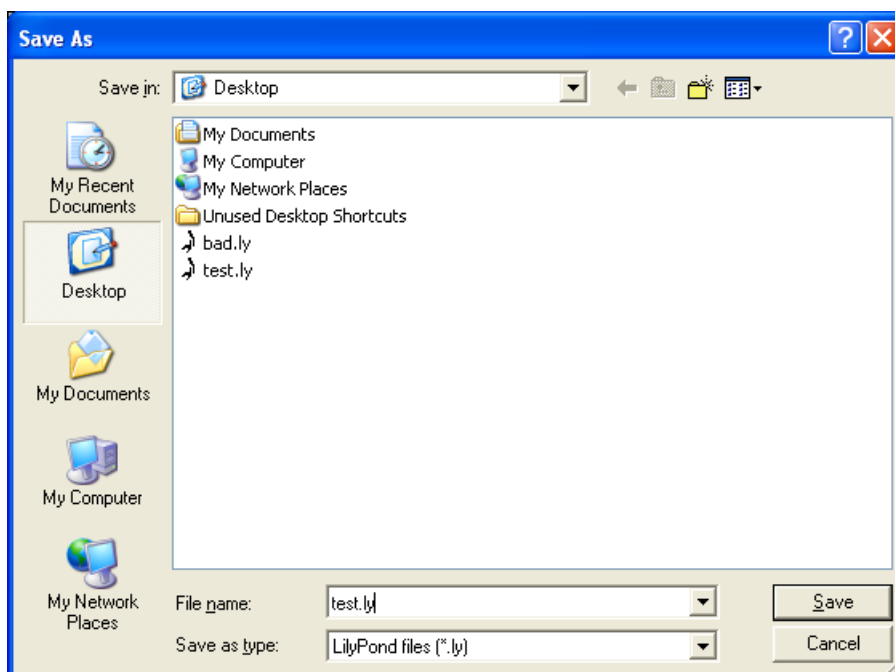 Save As
Save in:
Desktop
My Recent
Documents
Desktop
My Documents
My Computer
My Network
Places
My Documents
My Computer
My Network Places
Unused Desktop Shortcuts
bad.ly
test.ly
File name:
test.ly
Save
Save as type:
LilyPond files (*.ly)
Cancel